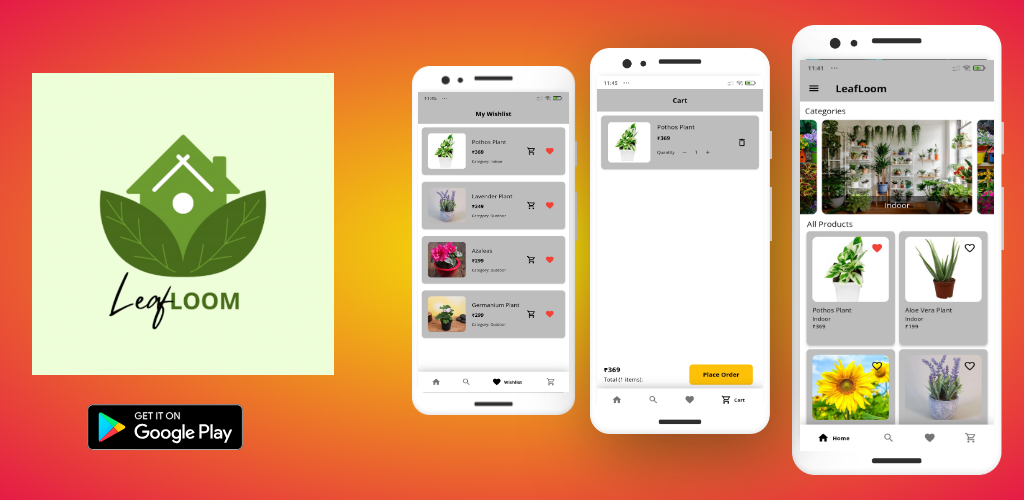 Leaf LOOM
GET IT ON
Google Play
11:45 ···
My Wishlist
Pothos Plant
₹369
Category: Indoor
Lavender Plant
₹249
Category: Outdoor
Azaleas
₹299
Category: Outdoor
Germanium Plant
₹299
Category: Outdoor
Wishlist
11:45 ···
Cart
Pothos Plant
₹369
Quantity − 1 +
₹369
Total(1 items):
Place Order
Cart
11:41 ···
LeafLoom
Categories
Indoor
All Products
Pothos Plant
Indoor
₹369
Aloe Vera Plant
Indoor
₹199
Home